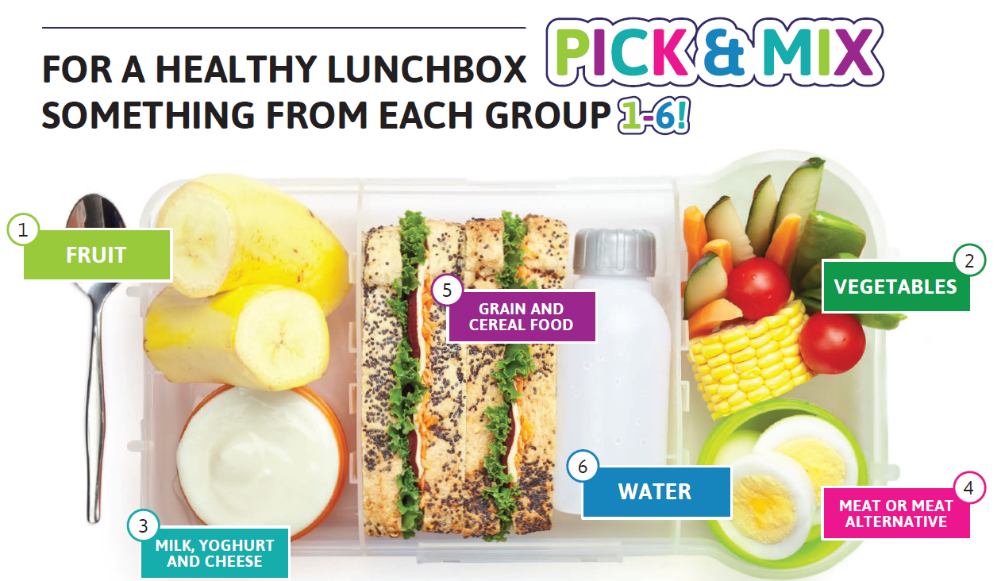 FOR A HEALTHY LUNCHBOX PICK & MIX
SOMETHING FROM EACH GROUP 1-6!
1
FRUIT
2
VEGETABLES
5
GRAIN AND
CEREAL FOOD
6
WATER
4
MEAT OR MEAT
ALTERNATIVE
3
MILK, YOGHURT
AND CHEESE